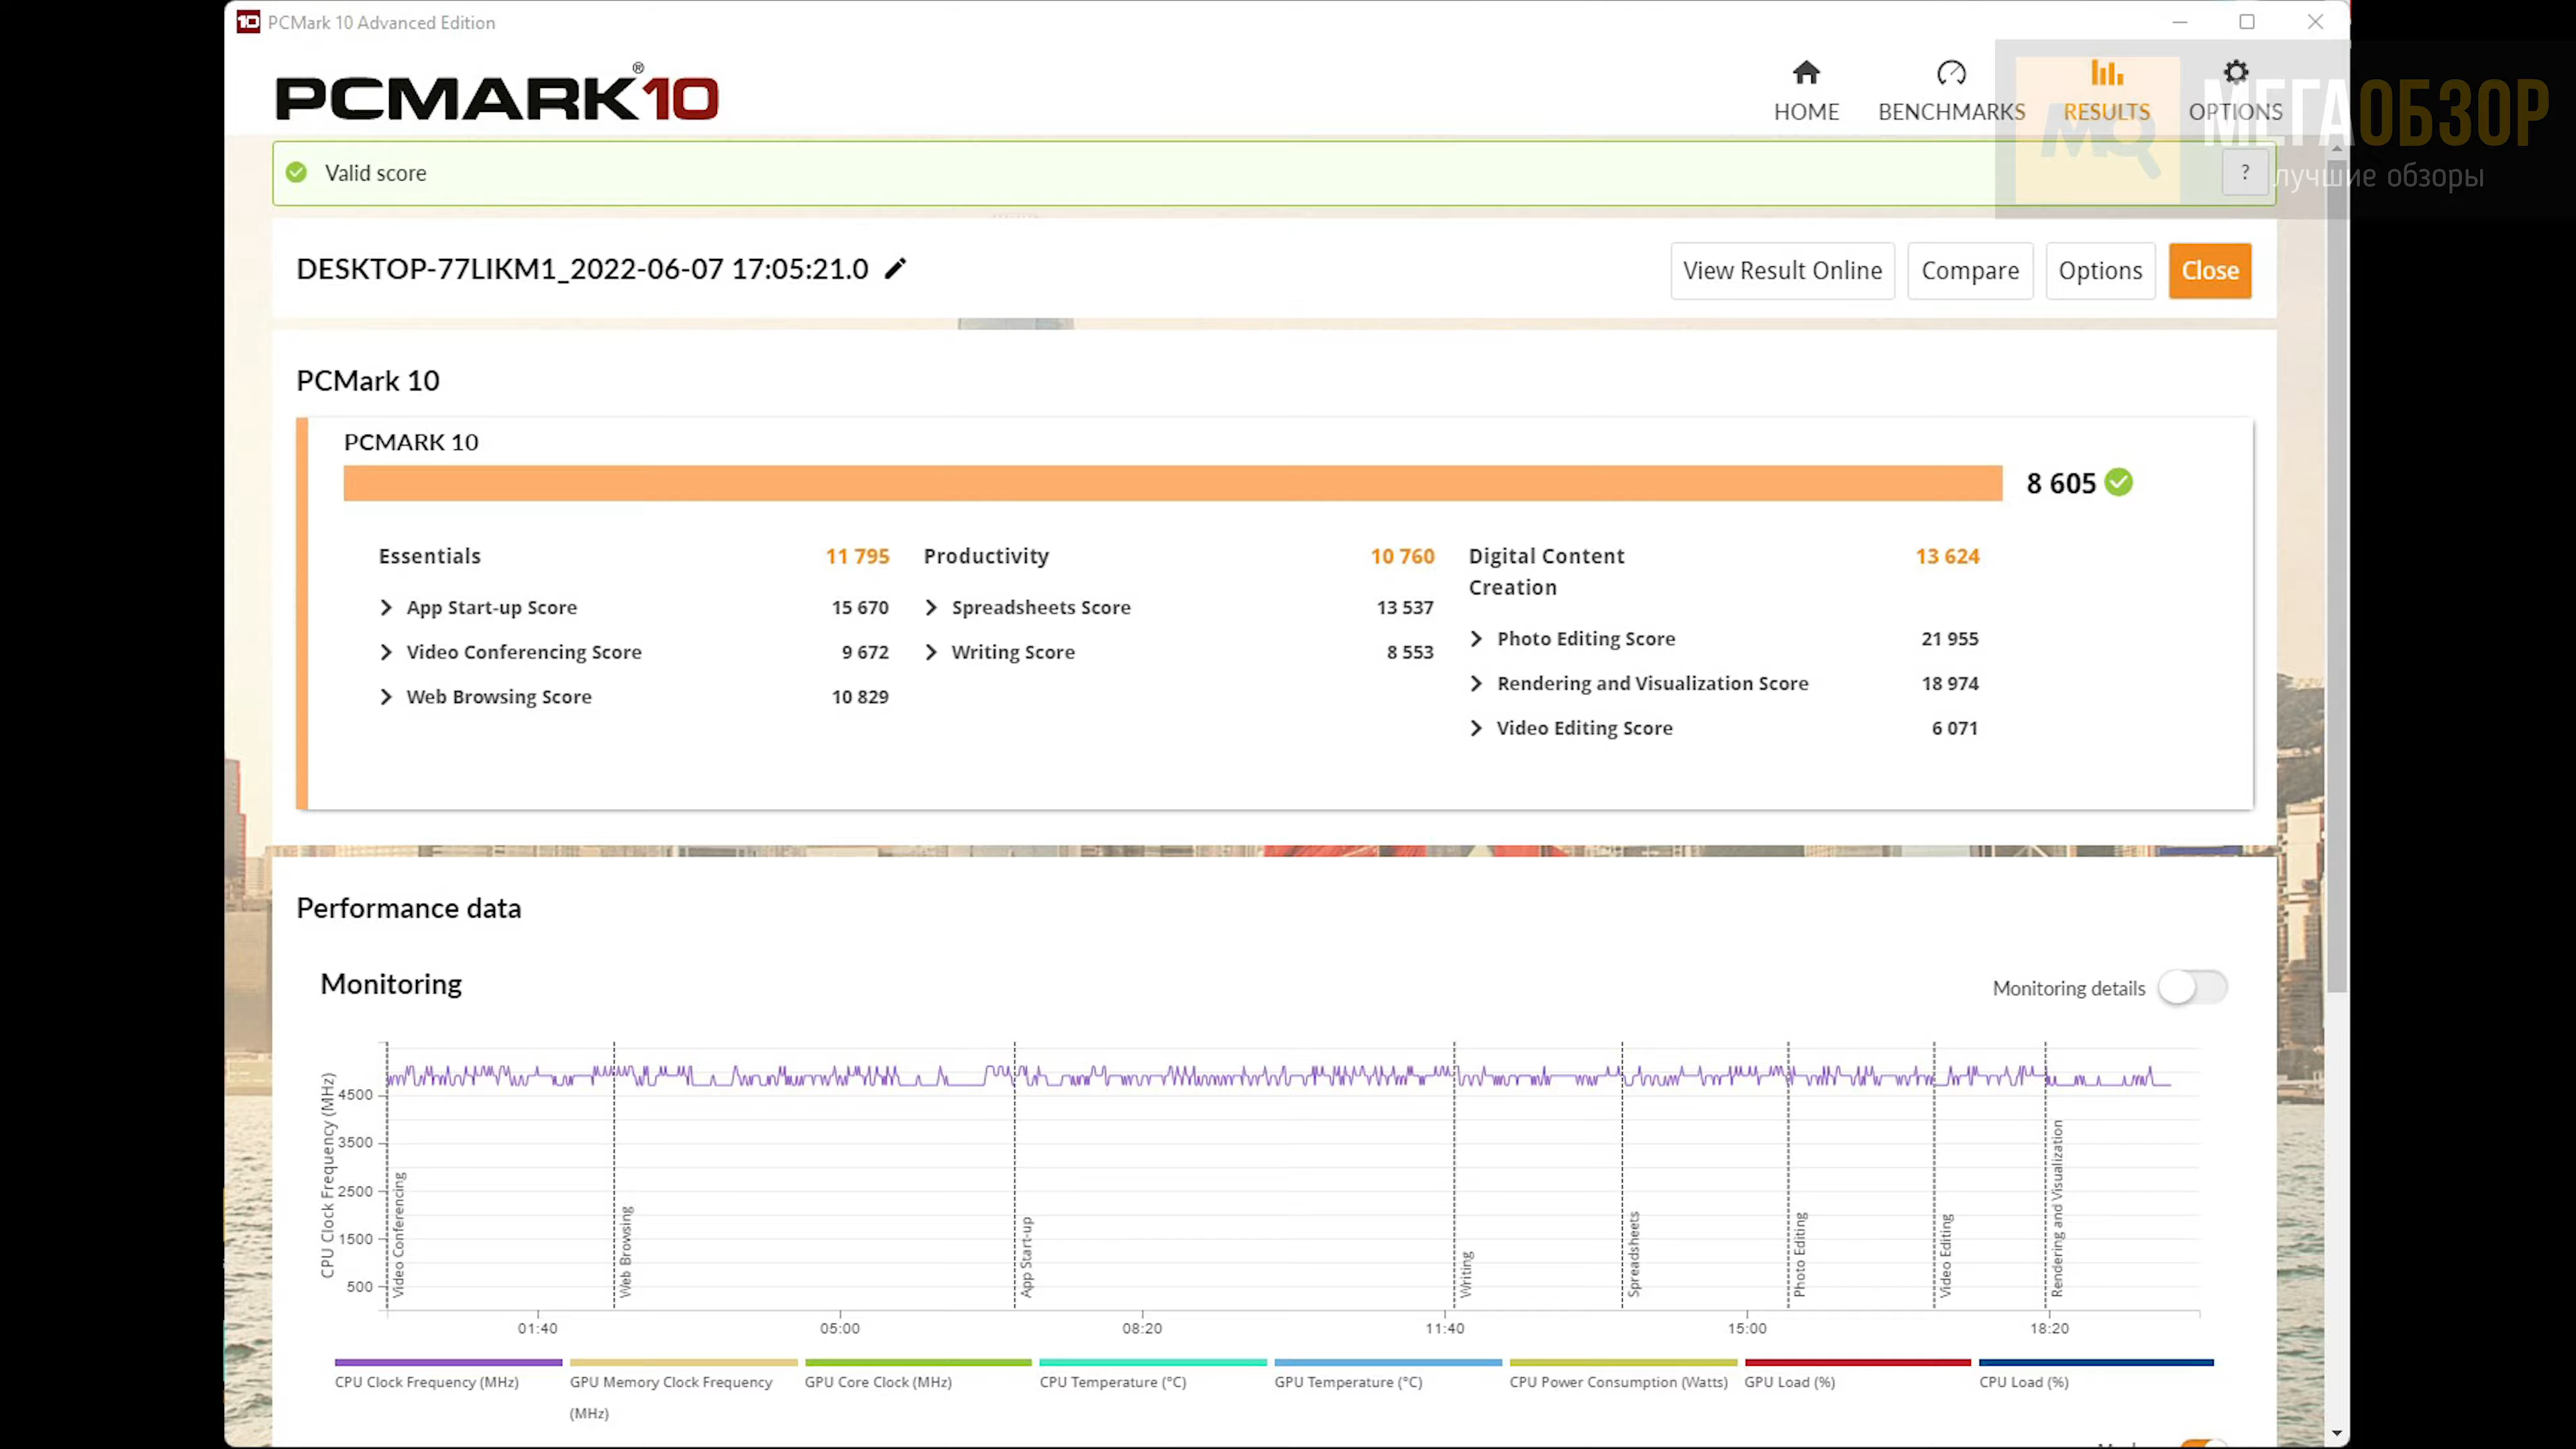 PCMark 10 Advanced Edition
PCMARK®10
HOME
BENCHMARKS
RESULTS
OPTIONS
МЕГАОБЗОР
лучшие обзоры
Valid score
?
DESKTOP-77LIKM1_2022-06-07 17:05:21.0
View Result Online
Compare
Options
Close
PCMark 10
PCMARK 10
8 605
Essentials 11 795
App Start-up Score 15 670
Video Conferencing Score 9 672
Web Browsing Score 10 829
Productivity 10 760
Spreadsheets Score 13 537
Writing Score 8 553
Digital Content 13 624
Creation
Photo Editing Score 21 955
Rendering and Visualization Score 18 974
Video Editing Score 6 071
Performance data
Monitoring
Monitoring details
CPU Clock Frequency (MHz)
4500
3500
2500
1500
500
Video Conferencing
Web Browsing
App Start-up
Writing
Spreadsheets
Photo Editing
Video Editing
Rendering and Visualization
01:40 05:00 08:20 11:40 15:00 18:20
CPU Clock Frequency (MHz)
GPU Memory Clock Frequency
(MHz)
GPU Core Clock (MHz)
CPU Temperature (°C)
GPU Temperature (°C)
CPU Power Consumption (Watts)
GPU Load (%)
CPU Load (%)